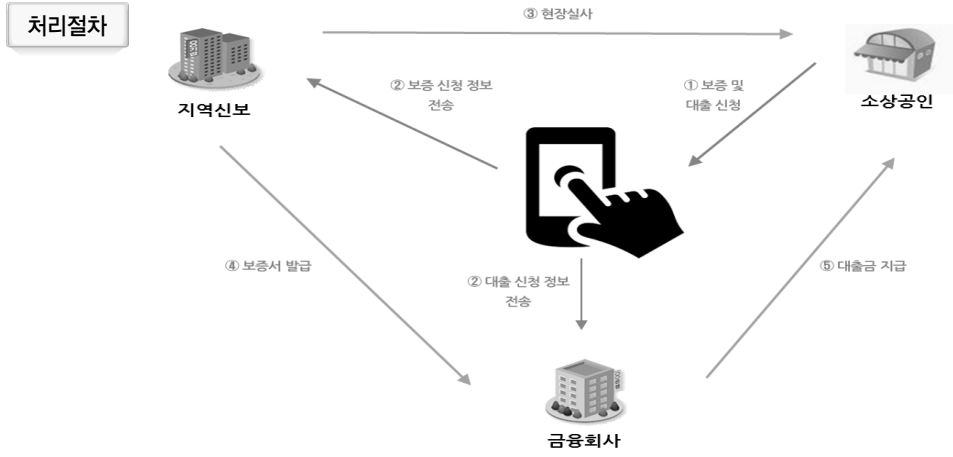 처리절차
③ 현장실사
② 보증 신청 정보
전송
① 보증 및
대출 신청
지역신보
소상공인
④ 보증서 발급
② 대출 신청 정보
전송
⑤ 대출금 지급
금융회사